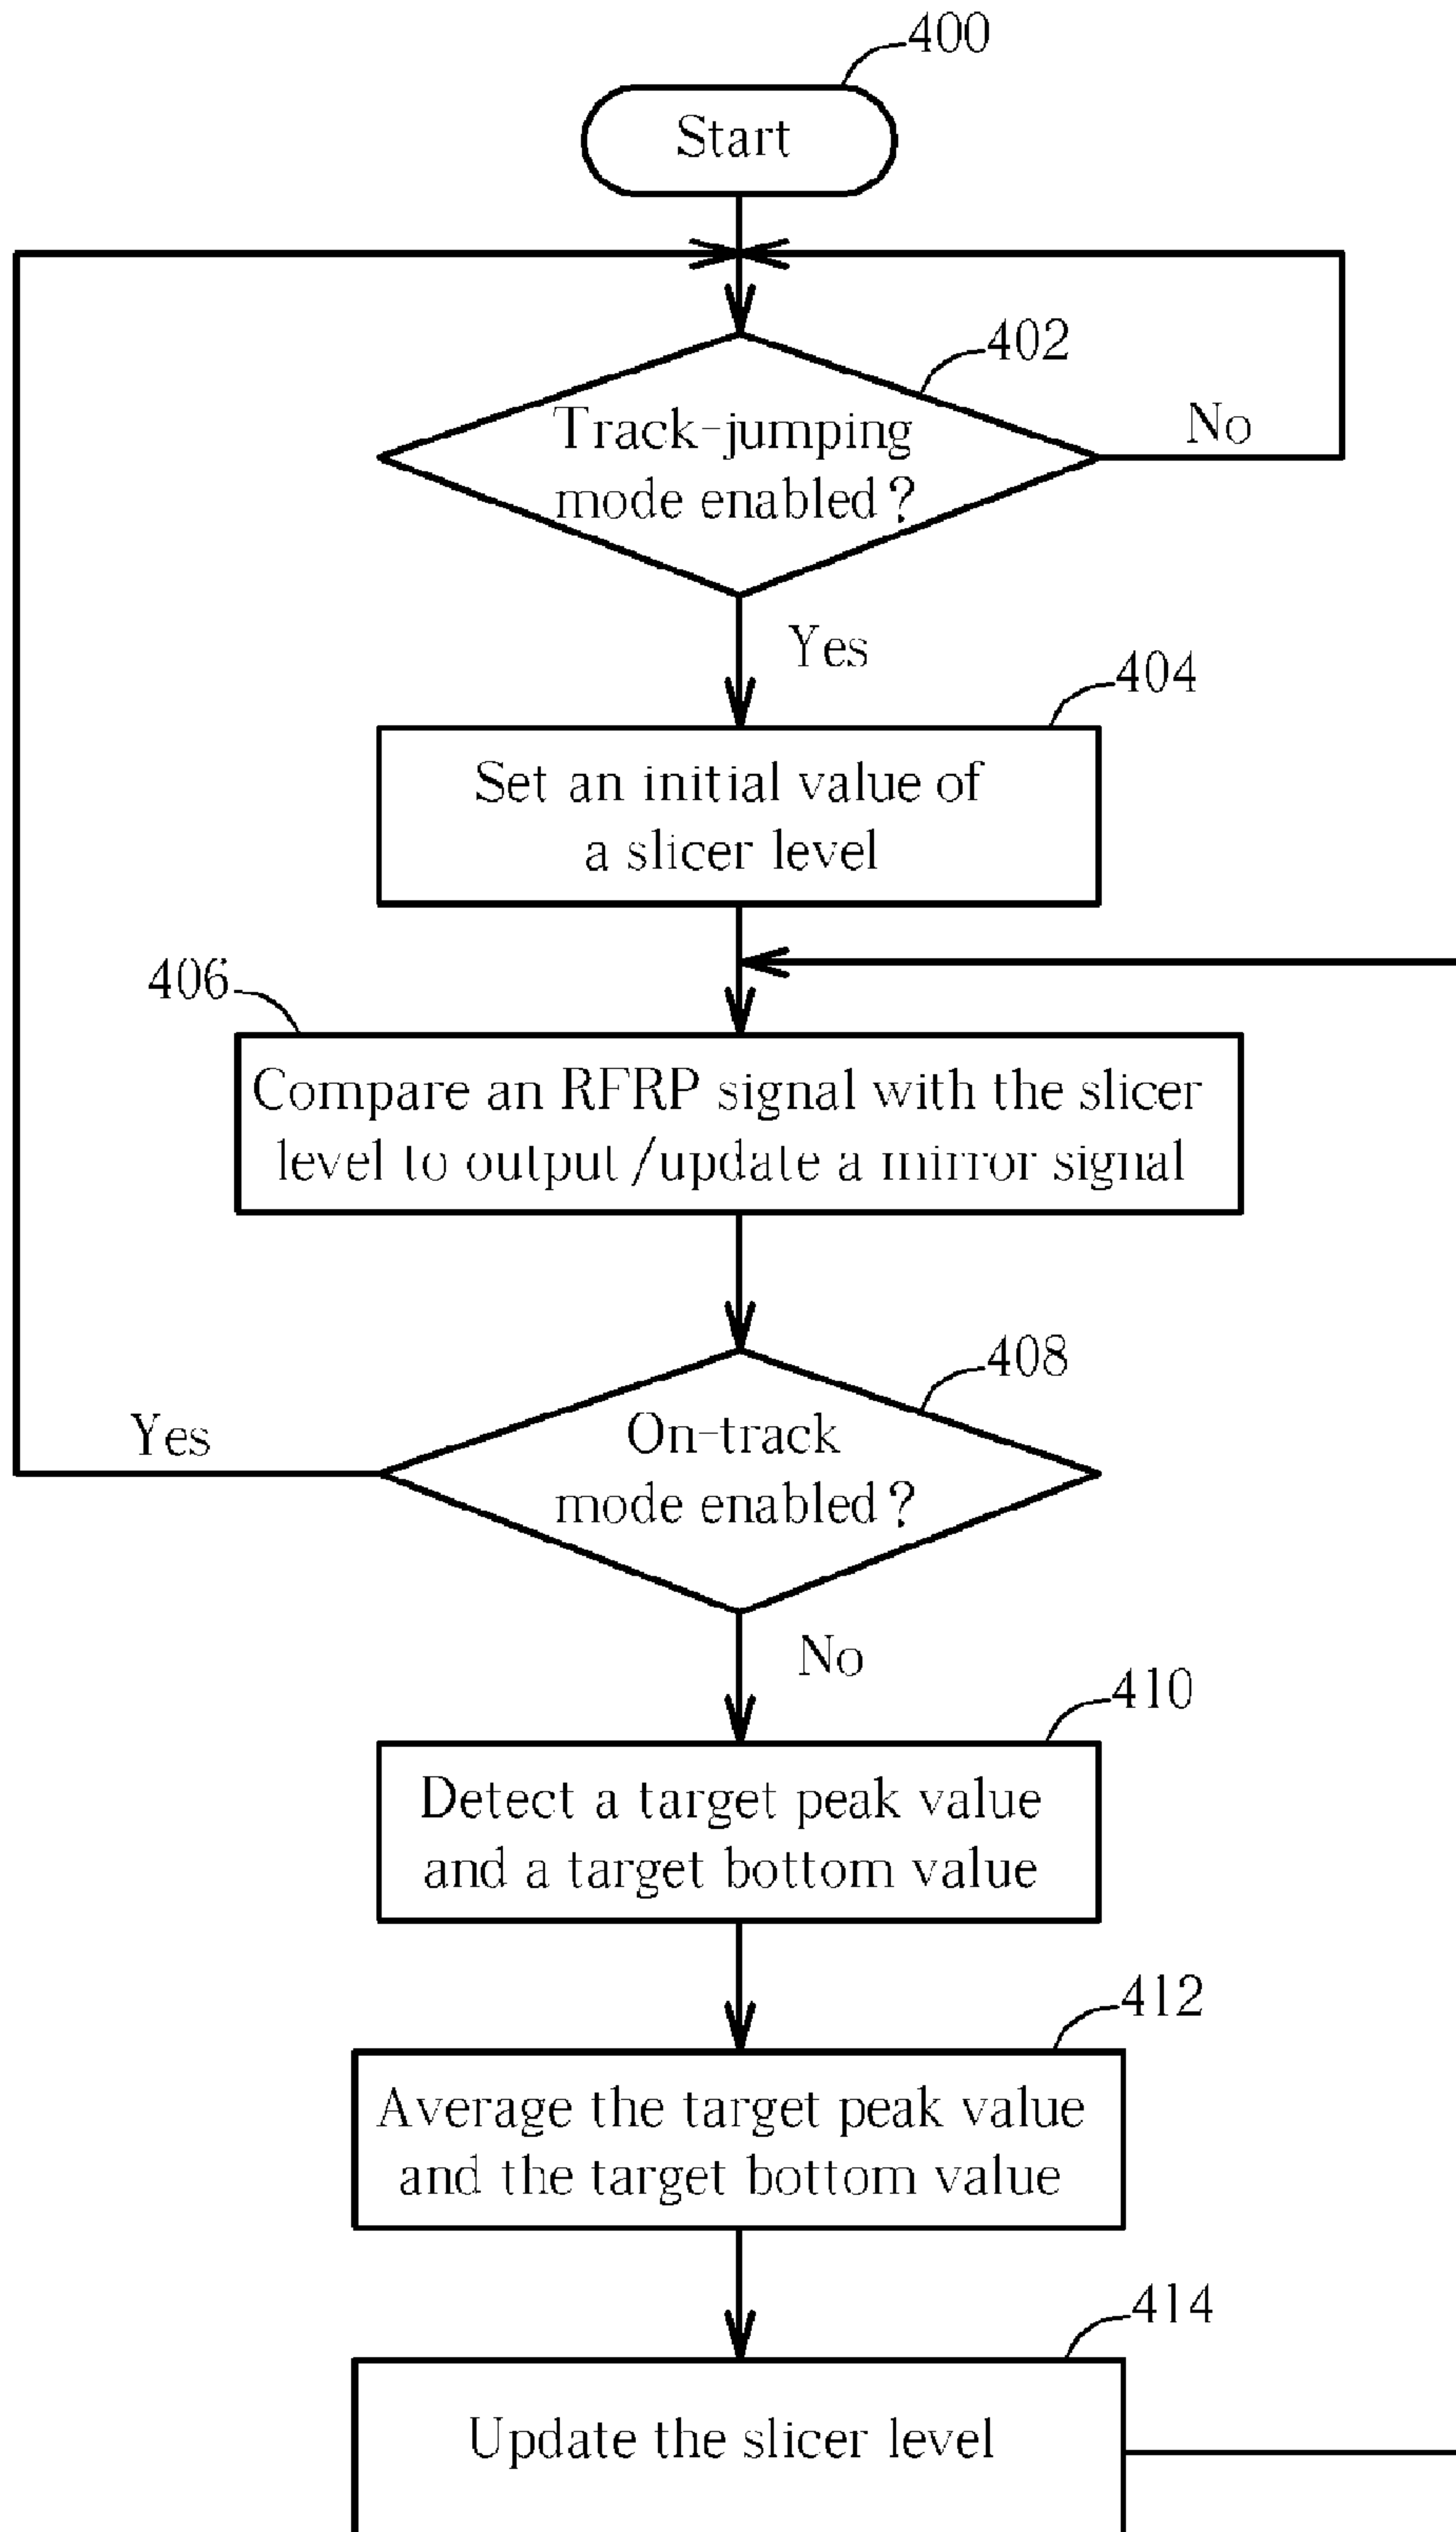 400
Start
402
Track-jumping
mode enabled?
No
Yes
404
Set an initial value of
a slicer level
406
Compare an RFRP signal with the slicer
level to output/update a mirror signal
408
On-track
mode enabled?
Yes
No
410
Detect a target peak value
and a target bottom value
412
Average the target peak value
and the target bottom value
414
Update the slicer level